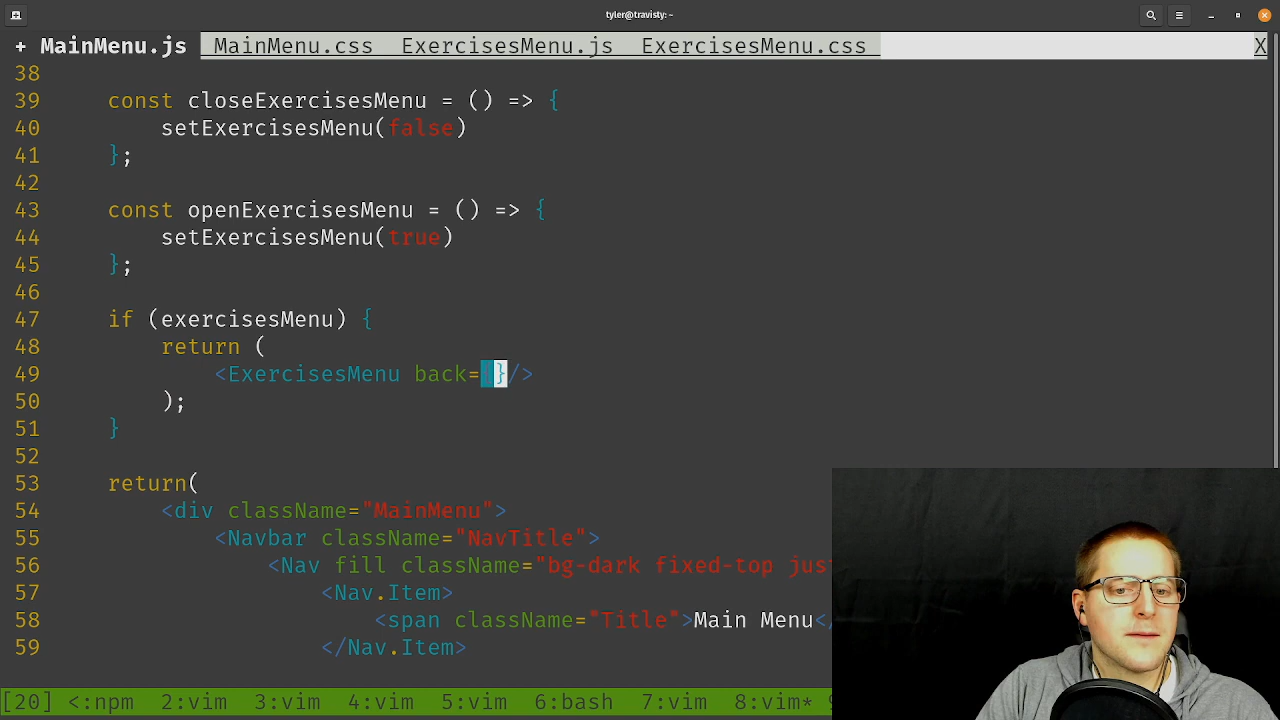 tyler@travisty: ~
+ MainMenu.js MainMenu.css ExercisesMenu.js ExercisesMenu.css X
38
39 const closeExercisesMenu = () => {
40 setExercisesMenu(false)
41 };
42
43 const openExercisesMenu = () => {
44 setExercisesMenu(true)
45 };
46
47 if (exercisesMenu) {
48 return (
49 <ExercisesMenu back={}/>
50 );
51 }
52
53 return(
54 <div className="MainMenu">
55 <Navbar className="NavTitle">
56 <Nav fill className="bg-dark fixed-top jus
57 <Nav.Item>
58 <span className="Title">Main Menu</
59 </Nav.Item>
[20] <:npm 2:vim 3:vim 4:vim 5:vim 6:bash 7:vim 8:vim*